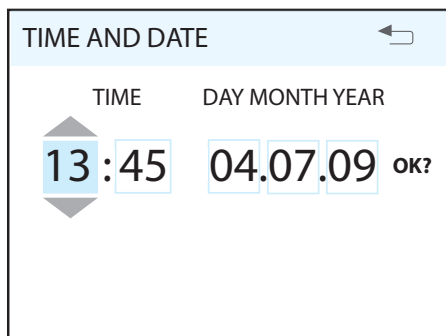 TIME AND DATE
TIME DAY MONTH YEAR
13 : 45 04.07.09 OK?